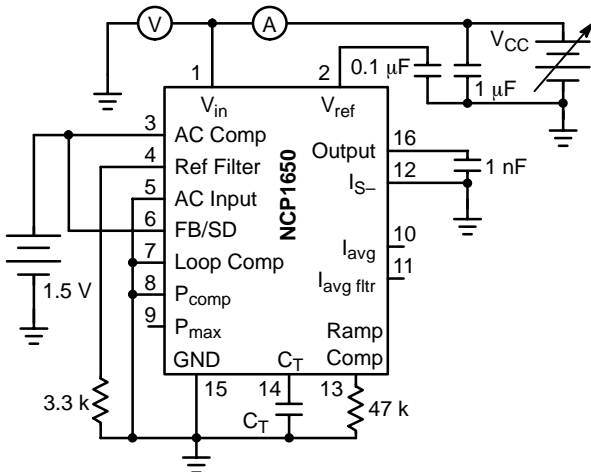 V
A
V_CC
0.1 μF
1 μF
1
2
V_in
V_ref
3
AC Comp
4
Ref Filter
5
AC Input
6
FB/SD
7
Loop Comp
8
P_comp
9
P_max
NCP1650
Output
16
I_S–
12
1 nF
I_avg
10
I_avg fltr
11
1.5 V
Ramp
Comp
GND
C_T
15
14
13
3.3 k
C_T
47 k